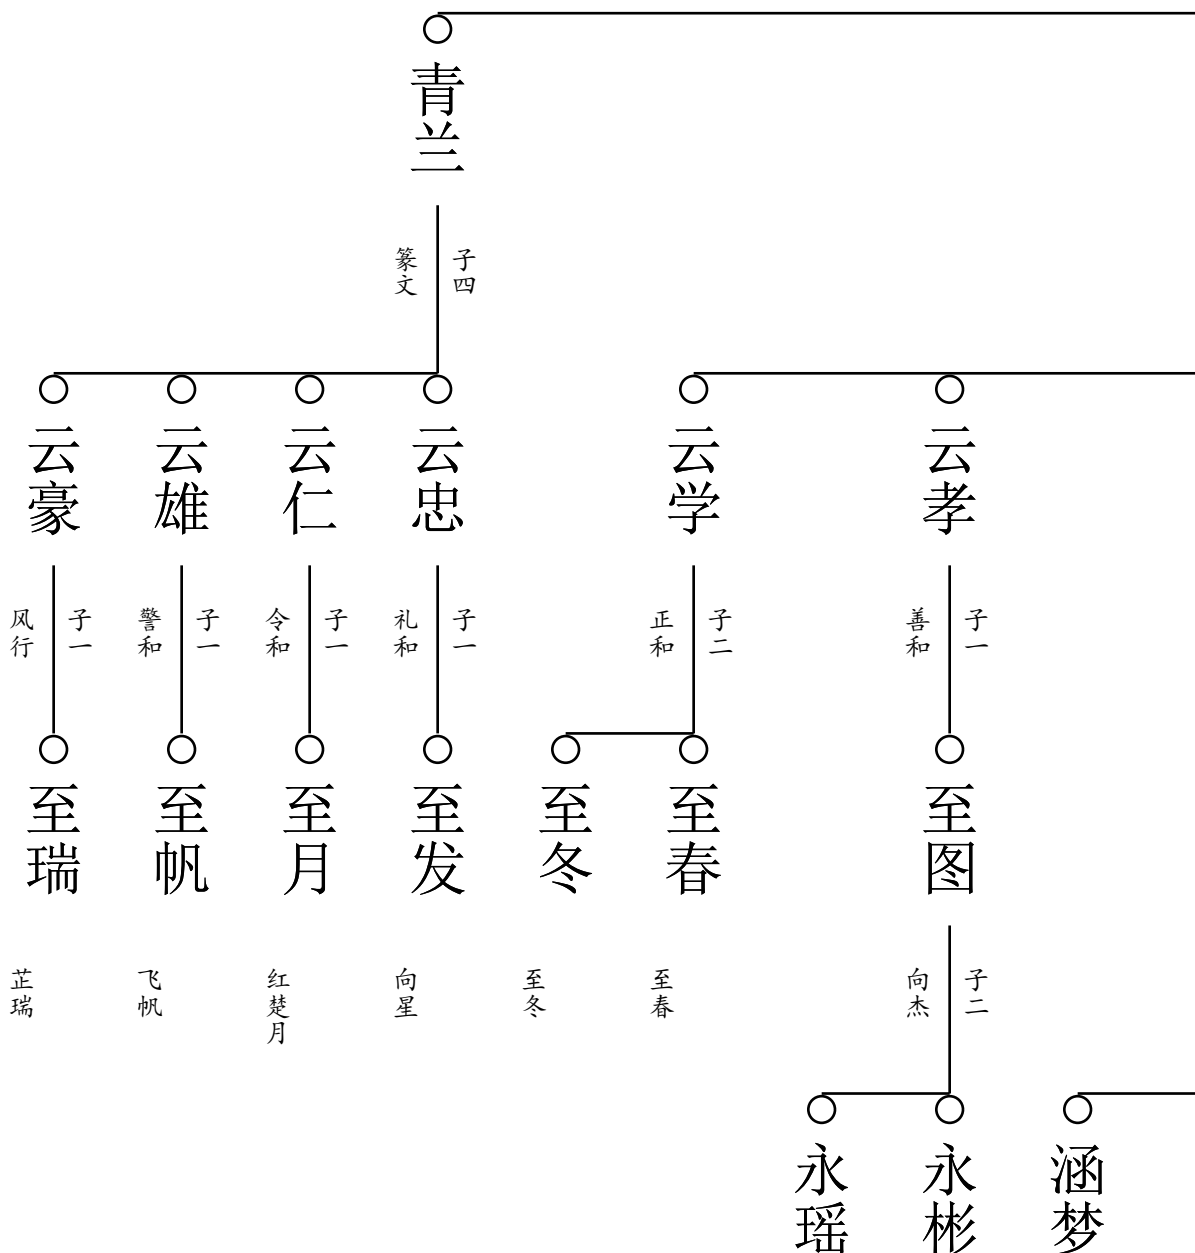 青兰
子四
篆文
云孝
云学
云忠
云仁
云雄
云豪
子一
善和
子二
正和
子一
礼和
子一
令和
子一
警和
子一
风行
至图
至春
至冬
至发
至月
至帆
至瑞
子二
向杰
至春
至冬
向星
红楚月
飞帆
芷瑞
涵梦
永彬
永瑶